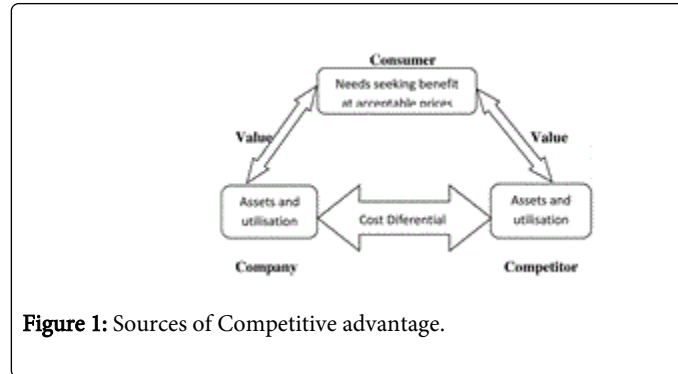 Consumer
Needs seeking benefit
at acceptable prices
Value
Value
Assets and
utilisation
Cost Diferential
Assets and
utilisation
Company
Competitor
Figure 1: Sources of Competitive advantage.